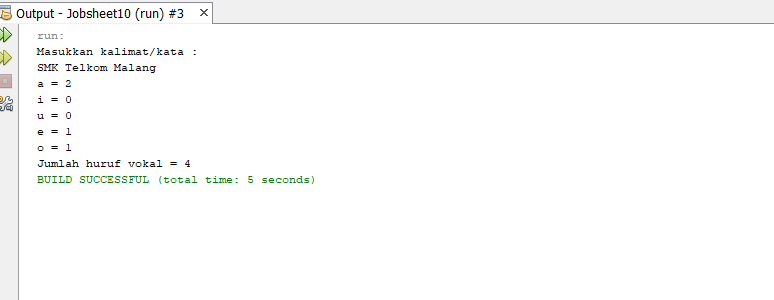 Output - Jobsheet10 (run) #3
run:
Masukkan kalimat/kata :
SMK Telkom Malang
a = 2
i = 0
u = 0
e = 1
o = 1
Jumlah huruf vokal = 4
BUILD SUCCESSFUL (total time: 5 seconds)